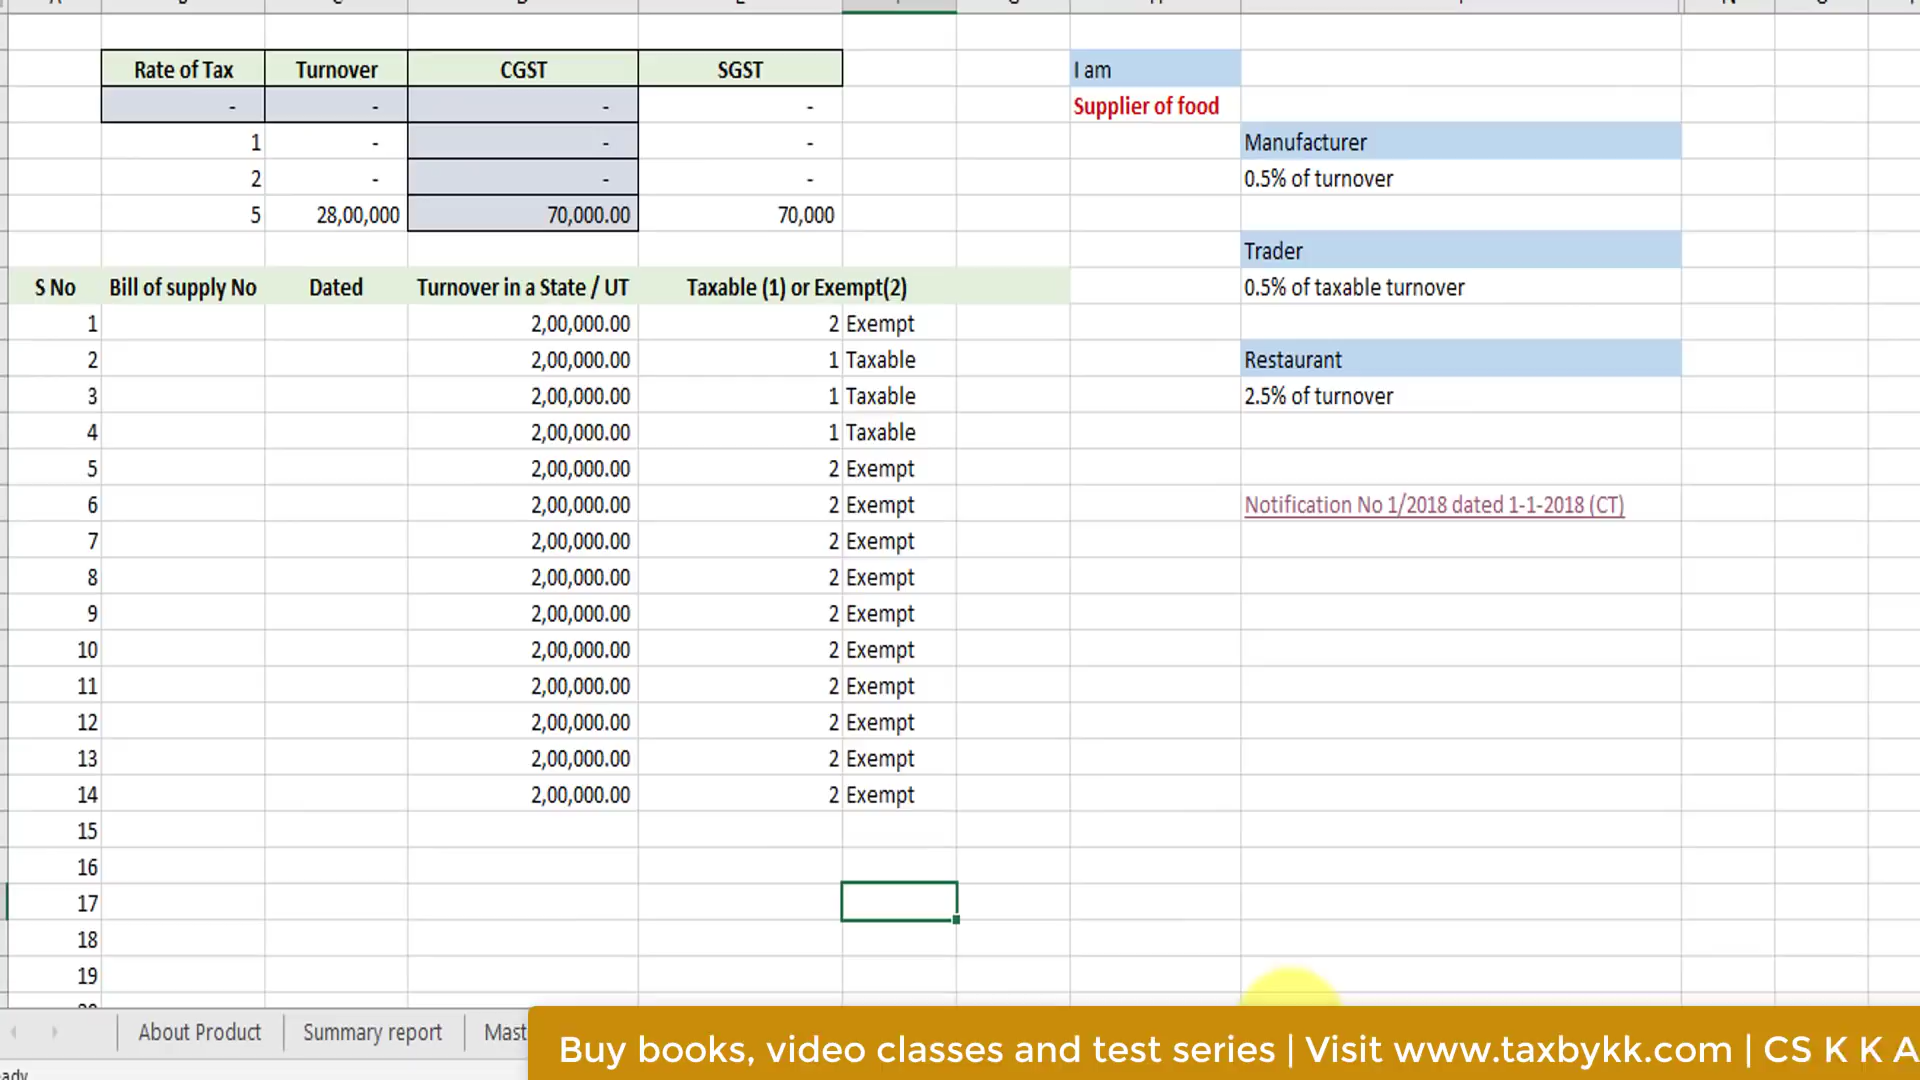 Rate of Tax Turnover CGST SGST
- - - -
1 - - -
2 - - -
5 28,00,000 70,000.00 70,000
I am
Supplier of food
Manufacturer
0.5% of turnover
Trader
0.5% of taxable turnover
Restaurant
2.5% of turnover
Notification No 1/2018 dated 1-1-2018 (CT)
S No Bill of supply No Dated Turnover in a State / UT Taxable (1) or Exempt(2)
1 2,00,000.00 2 Exempt
2 2,00,000.00 1 Taxable
3 2,00,000.00 1 Taxable
4 2,00,000.00 1 Taxable
5 2,00,000.00 2 Exempt
6 2,00,000.00 2 Exempt
7 2,00,000.00 2 Exempt
8 2,00,000.00 2 Exempt
9 2,00,000.00 2 Exempt
10 2,00,000.00 2 Exempt
11 2,00,000.00 2 Exempt
12 2,00,000.00 2 Exempt
13 2,00,000.00 2 Exempt
14 2,00,000.00 2 Exempt
15
16
17
18
19
About Product Summary report Mast
Buy books, video classes and test series | Visit www.taxbykk.com | CS K K A